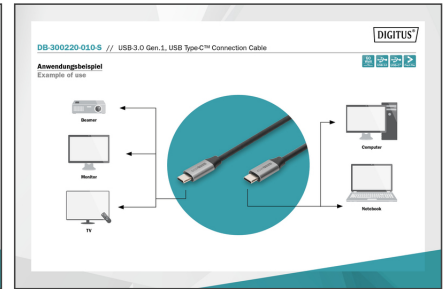 DIGITUS®
DB-300220-010-S // USB-3.0 Gen.1, USB Type-C™ Connection Cable
Anwendungsbeispiel
Example of use
Beamer
Monitor
TV
Computer
Notebook